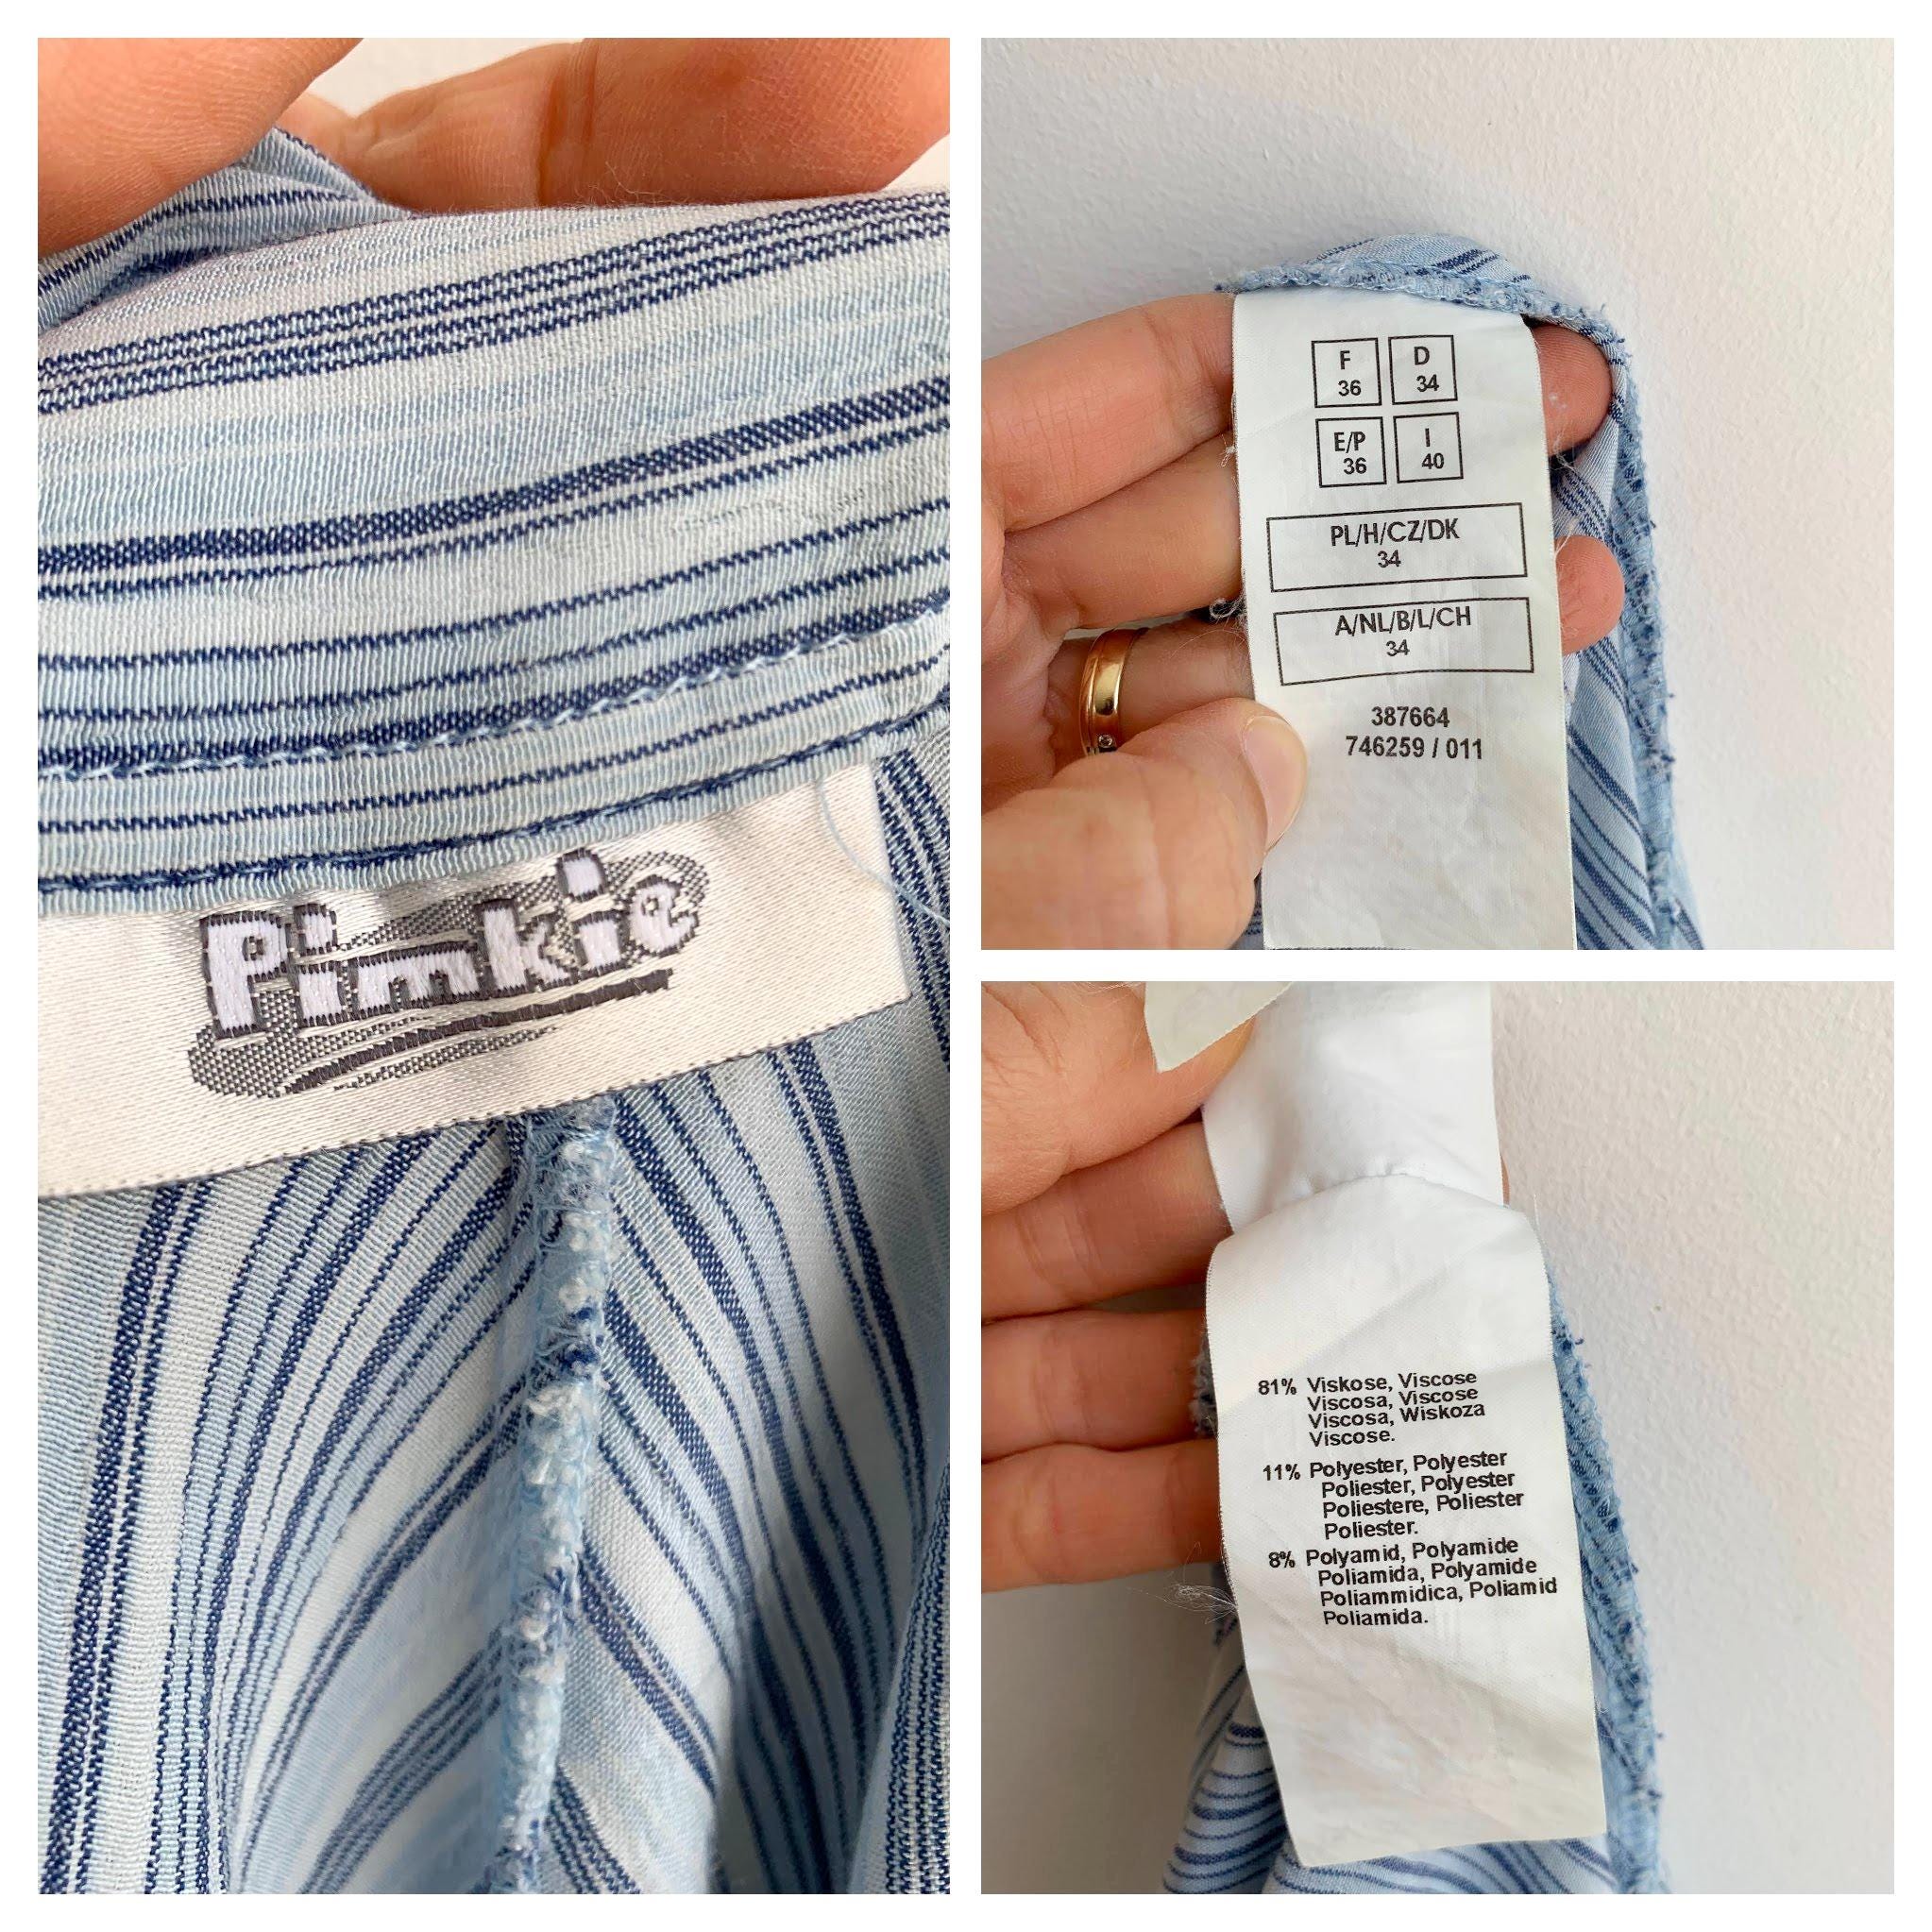 Pimkie
F
36
D
34
E/P
36
I
40
PL/H/CZ/DK
34
A/NL/B/L/CH
34
387664
746259 / 011
81% Viskose, Viscose
Viscosa, Viscose
Viscosa, Wiskoza
Viscose.
11% Polyester, Polyester
Poliester, Polyester
Poliestere, Poliester
Poliester.
8% Polyamid, Polyamide
Poliamida, Polyamide
Poliammidica, Poliamid
Poliamida.